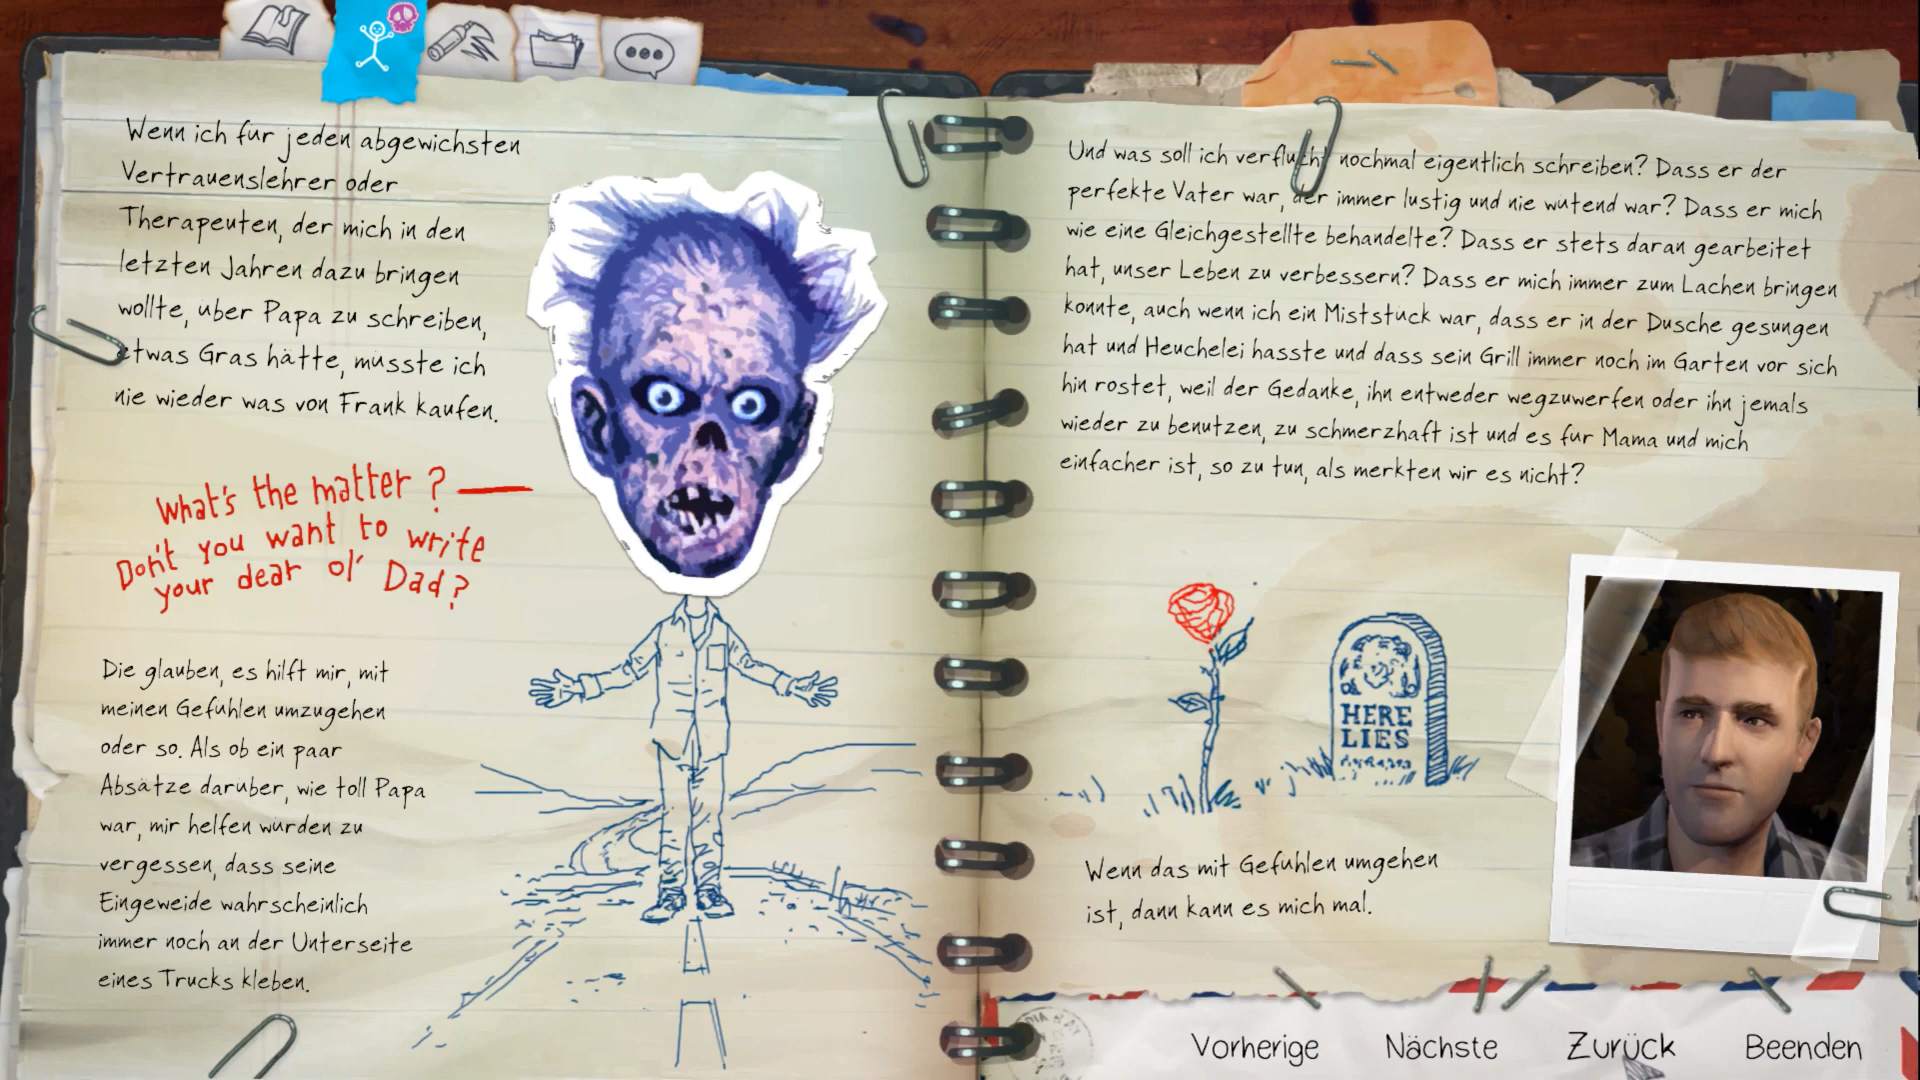 Wenn ich für jeden abgewichsten
Vertrauenslehrer oder
Therapeuten, der mich in den
letzten Jahren dazu bringen
wollte, über Papa zu schreiben,
etwas Gras hätte, müsste ich
nie wieder was von Frank kaufen.
What's the matter?
Don't you want to write
your dear ol' Dad?
Die glauben, es hilft mir, mit
meinen Gefühlen umzugehen
oder so. Als ob ein paar
Absätze darüber, wie toll Papa
war, mir helfen würden zu
vergessen, dass seine
Eingeweide wahrscheinlich
immer noch an der Unterseite
eines Trucks kleben.
Und was soll ich verflucht nochmal eigentlich schreiben? Dass er der
perfekte Vater war, der immer lustig und nie wütend war? Dass er mich
wie eine Gleichgestellte behandelte? Dass er stets daran gearbeitet
hat, unser Leben zu verbessern? Dass er mich immer zum Lachen bringen
konnte, auch wenn ich ein Miststück war, dass er in der Dusche gesungen
hat und Heuchelei hasste und dass sein Grill immer noch im Garten vor sich
hin rostet, weil der Gedanke, ihn entweder wegzuwerfen oder ihn jemals
wieder zu benutzen, zu schmerzhaft ist und es für Mama und mich
einfacher ist, so zu tun, als merkten wir es nicht?
HERE
LIES
Wenn das mit Gefühlen umgehen
ist, dann kann es mich mal.
Vorherige Nächste Zurück Beenden